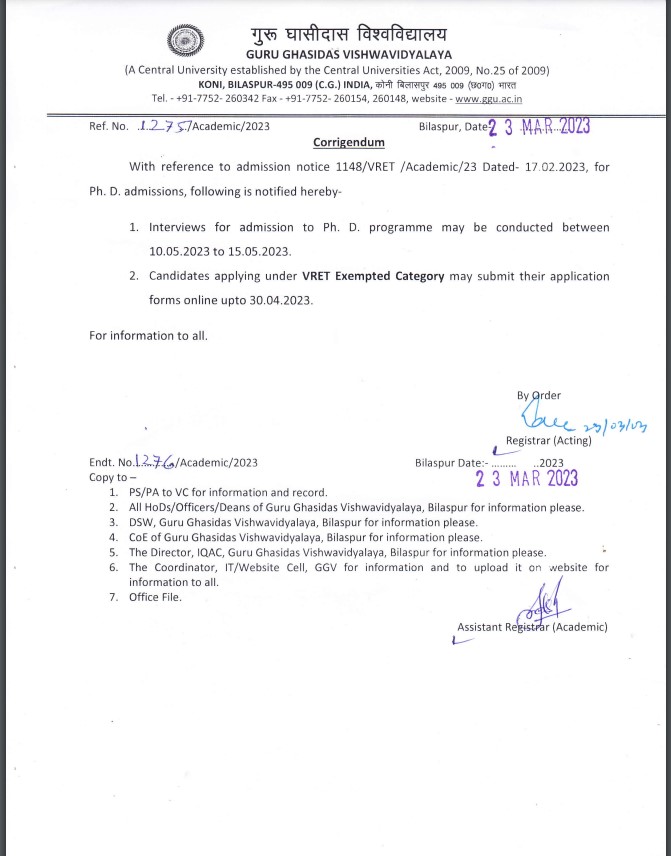 गुरू घासीदास विश्वविद्यालय
GURU GHASIDAS VISHWAVIDYALAYA
(A Central University established by the Central Universities Act, 2009, No.25 of 2009)
KONI, BILASPUR-495 009 (C.G.) INDIA, कोनी बिलासपुर 495 009 (छ0ग0) भारत
Tel. - +91-7752- 260342 Fax - +91-7752- 260154, 260148, website - www.ggu.ac.in
Ref. No. 1275/Academic/2023 Bilaspur, Date 23 MAR 2023
Corrigendum
With reference to admission notice 1148/VRET /Academic/23 Dated- 17.02.2023, for
Ph. D. admissions, following is notified hereby-
1. Interviews for admission to Ph. D. programme may be conducted between
10.05.2023 to 15.05.2023.
2. Candidates applying under VRET Exempted Category may submit their application
forms online upto 30.04.2023.
For information to all.
By Order
23/03/23
Registrar (Acting)
Endt. No.1276/Academic/2023 Bilaspur Date:- ......... ..2023
23 MAR 2023
Copy to –
1. PS/PA to VC for information and record.
2. All HoDs/Officers/Deans of Guru Ghasidas Vishwavidyalaya, Bilaspur for information please.
3. DSW, Guru Ghasidas Vishwavidyalaya, Bilaspur for information please.
4. CoE of Guru Ghasidas Vishwavidyalaya, Bilaspur for information please.
5. The Director, IQAC, Guru Ghasidas Vishwavidyalaya, Bilaspur for information please.
6. The Coordinator, IT/Website Cell, GGV for information and to upload it on website for
information to all.
7. Office File.
Assistant Registrar (Academic)